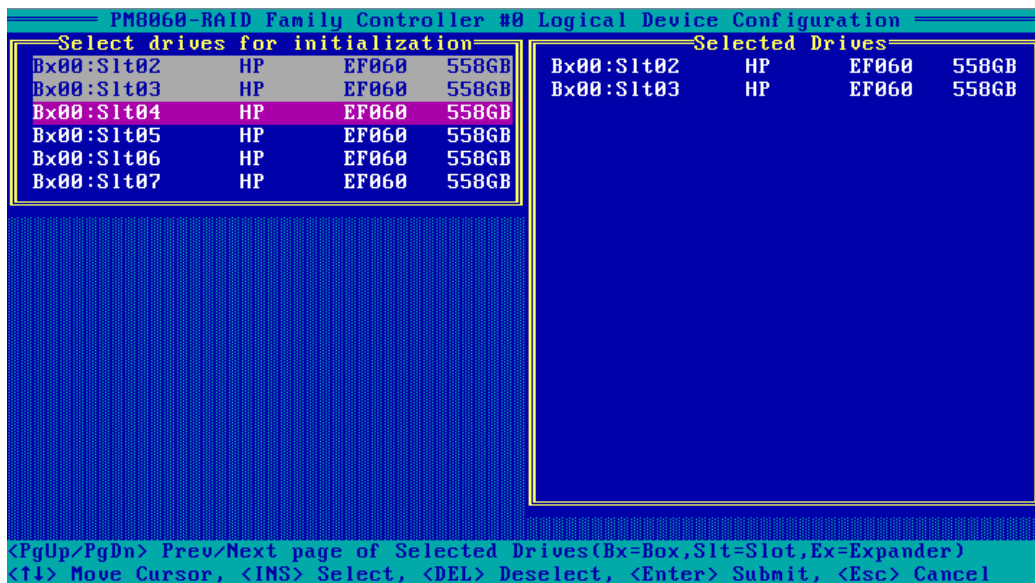 PM8060-RAID Family Controller #0 Logical Device Configuration
Select drives for initialization
Bx00:Slt02 HP EF060 558GB
Bx00:Slt03 HP EF060 558GB
Bx00:Slt04 HP EF060 558GB
Bx00:Slt05 HP EF060 558GB
Bx00:Slt06 HP EF060 558GB
Bx00:Slt07 HP EF060 558GB
Selected Drives
Bx00:Slt02 HP EF060 558GB
Bx00:Slt03 HP EF060 558GB
<PgUp/PgDn> Prev/Next page of Selected Drives(Bx=Box,Slt=Slot,Ex=Expander)
<↑↓> Move Cursor, <INS> Select, <DEL> Deselect, <Enter> Submit, <Esc> Cancel